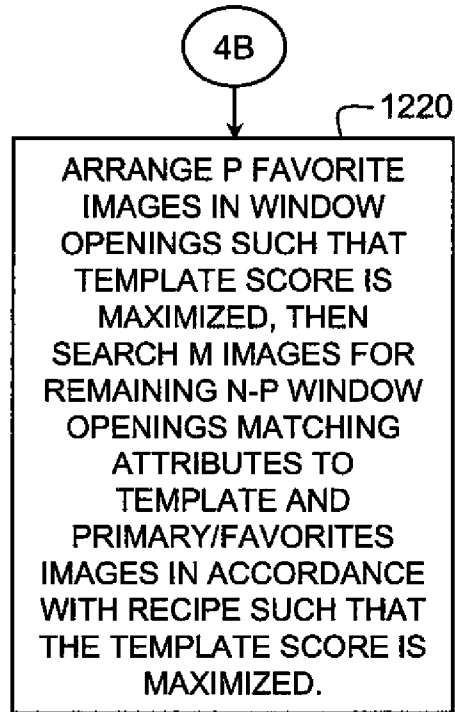 4B
1220
ARRANGE P FAVORITE
IMAGES IN WINDOW
OPENINGS SUCH THAT
TEMPLATE SCORE IS
MAXIMIZED, THEN
SEARCH M IMAGES FOR
REMAINING N-P WINDOW
OPENINGS MATCHING
ATTRIBUTES TO
TEMPLATE AND
PRIMARY/FAVORITES
IMAGES IN ACCORDANCE
WITH RECIPE SUCH THAT
THE TEMPLATE SCORE IS
MAXIMIZED.